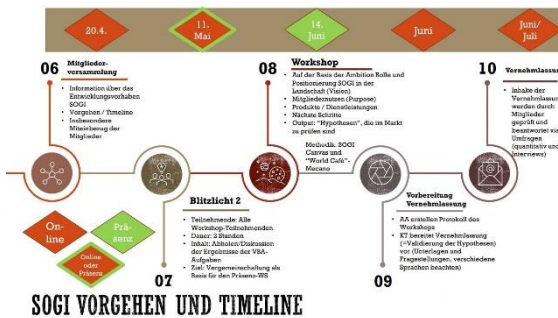 20.4.
11.
Mai
14.
Juni
Juni
Juni/
Juli
06
Mitglieder-
versammlung
• Information über das
Entwicklungsvorhaben
SOGI
• Vorgehen / Timeline
• Insbesondere
Miteinbezug der
Mitglieder
08
Workshop
• Auf der Basis der Ambition Rolle und
Positionierung SOGI in der
Landschaft (Vision)
• Mitgliedernutzen (Purpose)
• Produkte / Dienstleistungen
• Nächste Schritte
• Output: "Hypothesen", die im Markt
zu prüfen sind
Methodik: SOGI
Canvas und
"World Café"-
Mecano
10
Vernehmlassung
• Inhalte der
Vernehmlassung
werden durch
Mitglieder
geprüft und
beantwortet via
Umfragen
(quantitativ und
Interviews)
On-
line
Prä-
senz
Online oder
Präsenz
07
Blitzlicht 2
• Teilnehmende: Alle
Workshop-Teilnehmenden
• Dauer: 2 Stunden
• Inhalt: Abholen/Diskussion
der Ergebnisse der VBA-
Aufgaben
• Ziel: Vergemeinschaftung als
Basis für den Präsenz-WS
09
Vorbereitung
Vernehmlassung
• AA erstellen Protokoll des
Workshops
• KT bereitet Vernehmlassung
(=Validierung der Hypothesen)
vor (Unterlagen und
Fragestellungen, verschiedene
Sprachen beachten)
SOGI VORGEHEN UND TIMELINE